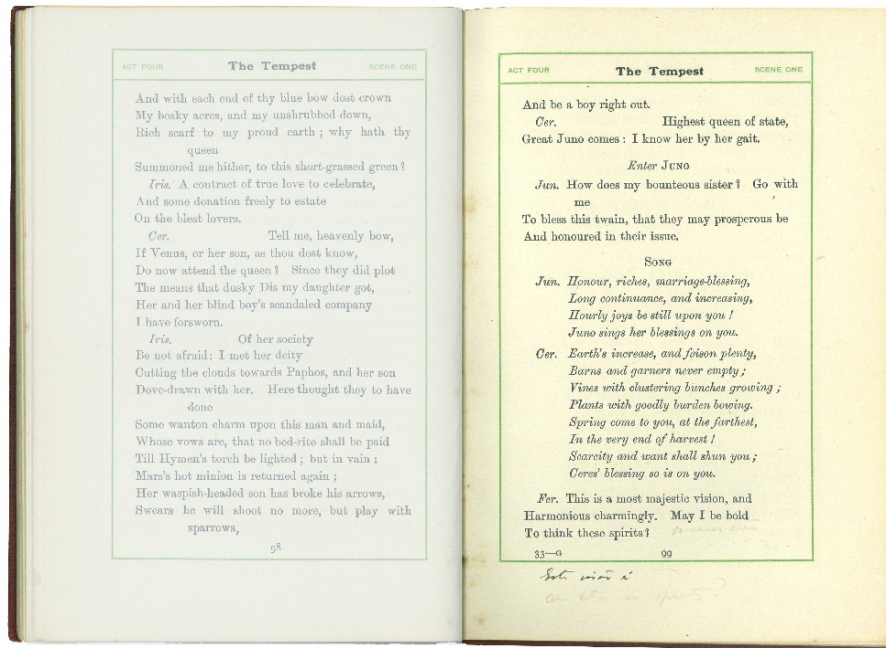 ACT FOUR The Tempest SCENE ONE
And with each end of thy blue bow dost crown
My bosky acres, and my unshrubbed down,
Rich scarf to my proud earth ; why hath thy
queen
Summoned me hither, to this short-grassed green ?
Iris. A contract of true love to celebrate,
And some donation freely to estate
On the blest lovers.
Cer. Tell me, heavenly bow,
If Venus, or her son, as thou dost know,
Do now attend the queen ? Since they did plot
The means that dusky Dis my daughter got,
Her and her blind boy's scandaled company
I have forsworn.
Iris. Of her society
Be not afraid: I met her deity
Cutting the clouds towards Paphos, and her son
Dove-drawn with her. Here thought they to have
done
Some wanton charm upon this man and maid,
Whose vows are, that no bed-rite shall be paid
Till Hymen's torch be lighted ; but in vain :
Mars's hot minion is returned again ;
Her waspish-headed son has broke his arrows,
Swears he will shoot no more, but play with
sparrows,
98
ACT FOUR The Tempest SCENE ONE
And be a boy right out.
Cer. Highest queen of state,
Great Juno comes : I know her by her gait.
Enter JUNO
Jun. How does my bounteous sister ? Go with
me
To bless this twain, that they may prosperous be
And honoured in their issue.
SONG
Jun. Honour, riches, marriage-blessing,
Long continuance, and increasing,
Hourly joys be still upon you !
Juno sings her blessings on you.
Cer. Earth's increase, and foison plenty,
Barns and garners never empty ;
Vines with clustering bunches growing ;
Plants with goodly burden bowing.
Spring come to you, at the farthest,
In the very end of harvest !
Scarcity and want shall shun you ;
Ceres' blessing so is on you.
Fer. This is a most majestic vision, and
Harmonious charmingly. May I be bold
To think these spirits ?
33—G 99